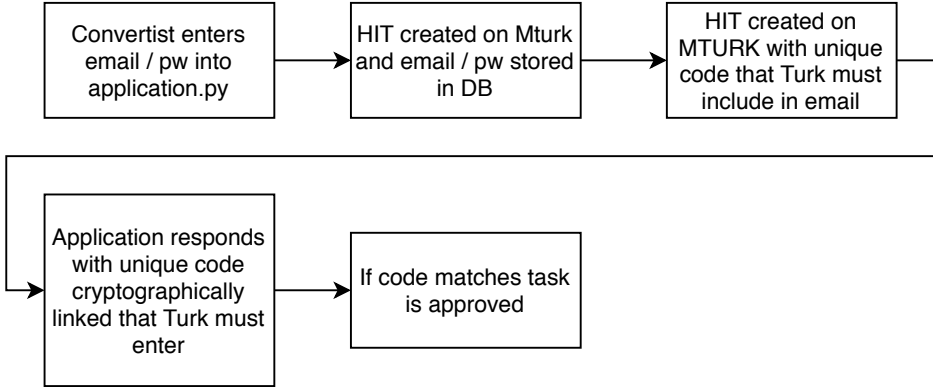 Convertist enters
email / pw into
application.py
HIT created on Mturk
and email / pw stored
in DB
HIT created on
MTURK with unique
code that Turk must
include in email
Application responds
with unique code
cryptographically
linked that Turk must
enter
If code matches task
is approved